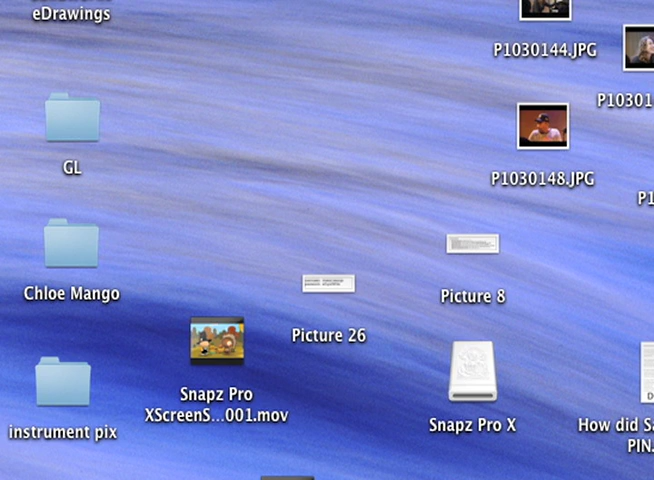 eDrawings
P1030144.JPG
P1030148.JPG
GL
Chloe Mango
Picture 8
Picture 26
Snapz Pro
XScreenS...001.mov
instrument pix
Snapz Pro X
How did
PIN.